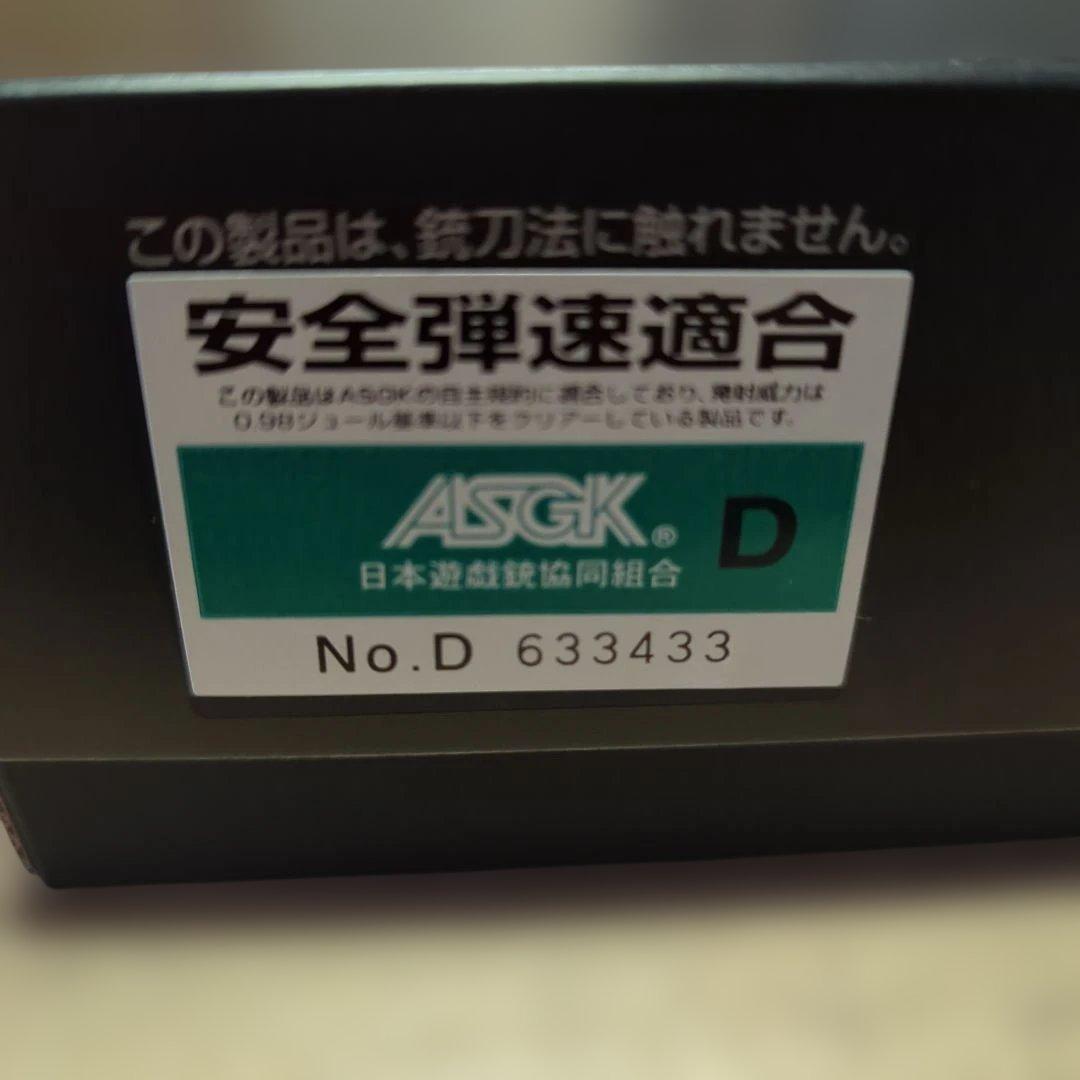 この製品は、銃刀法に触れません。
安全弾速適合
この製品はASGKの自主規約に適合しており、発射威力は
0.98ジュール基準以下をクリアーしている製品です。
ASGK® D
日本遊戯銃協同組合
No.D 633433